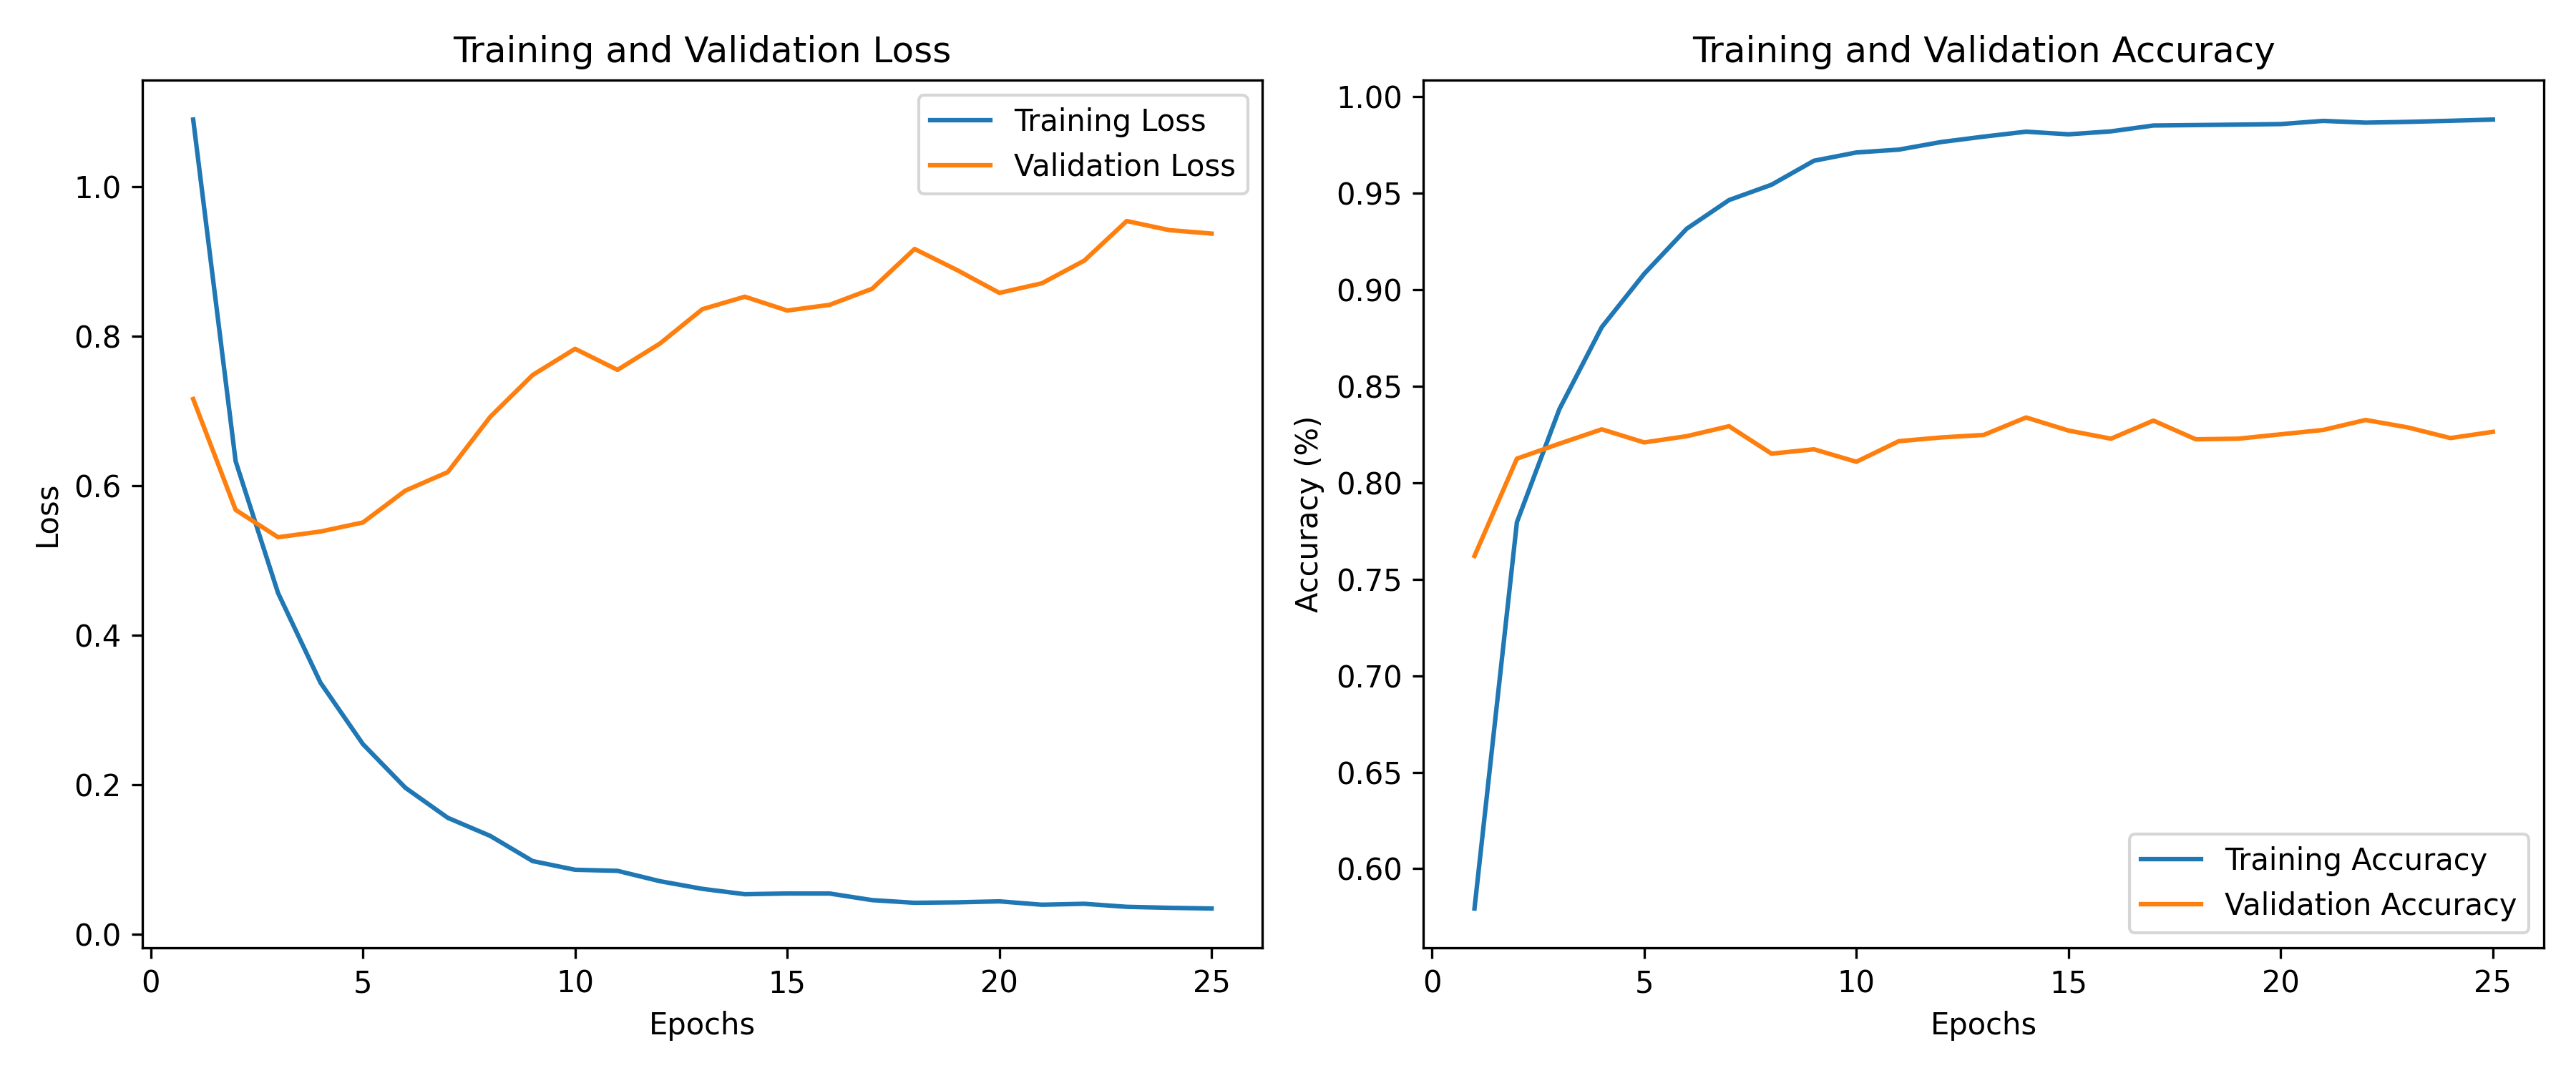 Training and Validation Loss
Training Loss
Validation Loss
1.0
0.8
0.6
0.4
0.2
0.0
Loss
0 5 10 15 20 25
Epochs
Training and Validation Accuracy
1.00
0.95
0.90
0.85
0.80
0.75
0.70
0.65
0.60
Accuracy (%)
Training Accuracy
Validation Accuracy
0 5 10 15 20 25
Epochs